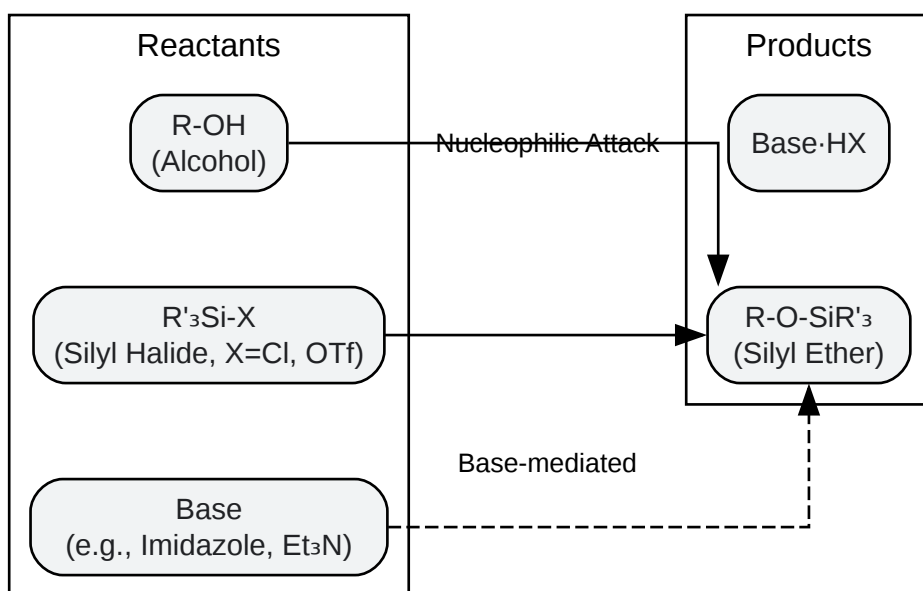 Reactants
R-OH
(Alcohol)
R'₃Si-X
(Silyl Halide, X=Cl, OTf)
Base
(e.g., Imidazole, Et₃N)
Nucleophilic Attack
Base-mediated
Products
Base·HX
R-O-SiR'₃
(Silyl Ether)